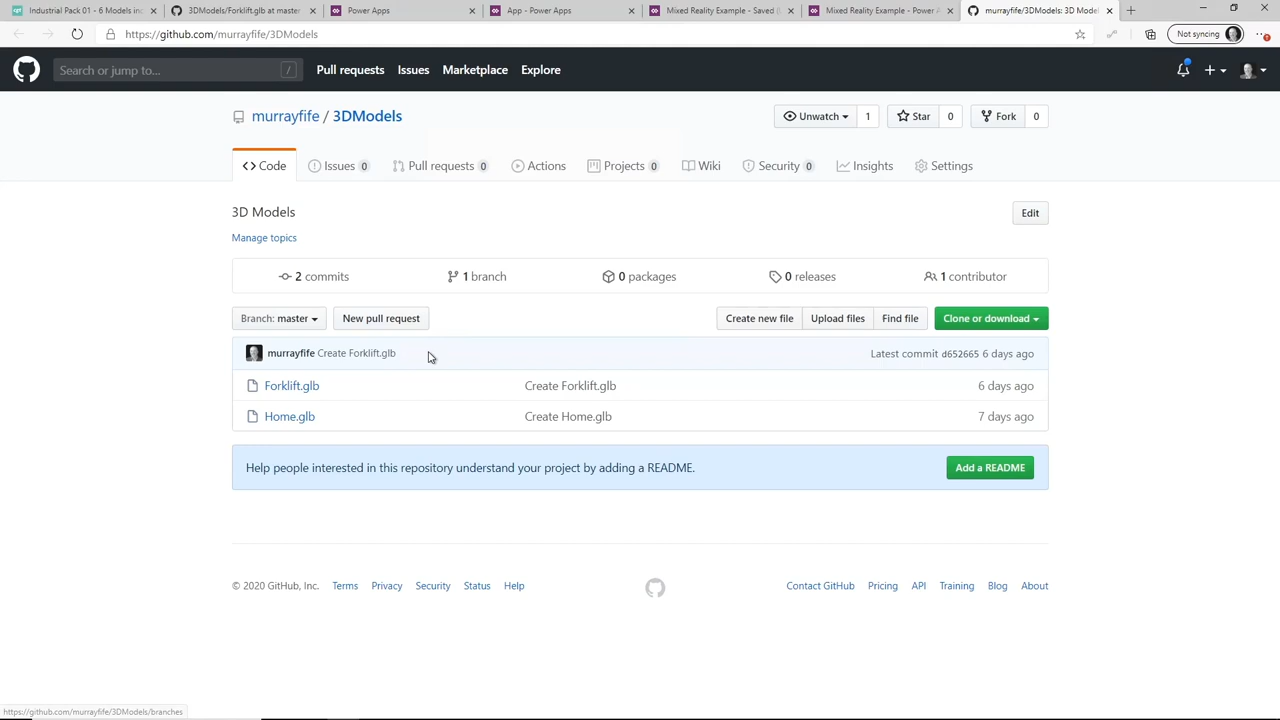 Industrial Pack 01 - 6 Models inc
3DModels/Forklift.glb at master
Power Apps
App - Power Apps
Mixed Reality Example - Saved (
Mixed Reality Example - Power A
murrayfife/3DModels: 3D Models
https://github.com/murrayfife/3DModels
Not syncing
Search or jump to...
/
Pull requests
Issues
Marketplace
Explore
murrayfife / 3DModels
Unwatch 1
Star 0
Fork 0
Code
Issues 0
Pull requests 0
Actions
Projects 0
Wiki
Security 0
Insights
Settings
3D Models
Edit
Manage topics
2 commits
1 branch
0 packages
0 releases
1 contributor
Branch: master
New pull request
Create new file
Upload files
Find file
Clone or download
murrayfife Create Forklift.glb
Latest commit d652665 6 days ago
Forklift.glb
Create Forklift.glb
6 days ago
Home.glb
Create Home.glb
7 days ago
Help people interested in this repository understand your project by adding a README.
Add a README
© 2020 GitHub, Inc.
Terms
Privacy
Security
Status
Help
Contact GitHub
Pricing
API
Training
Blog
About
https://github.com/murrayfife/3DModels/branches